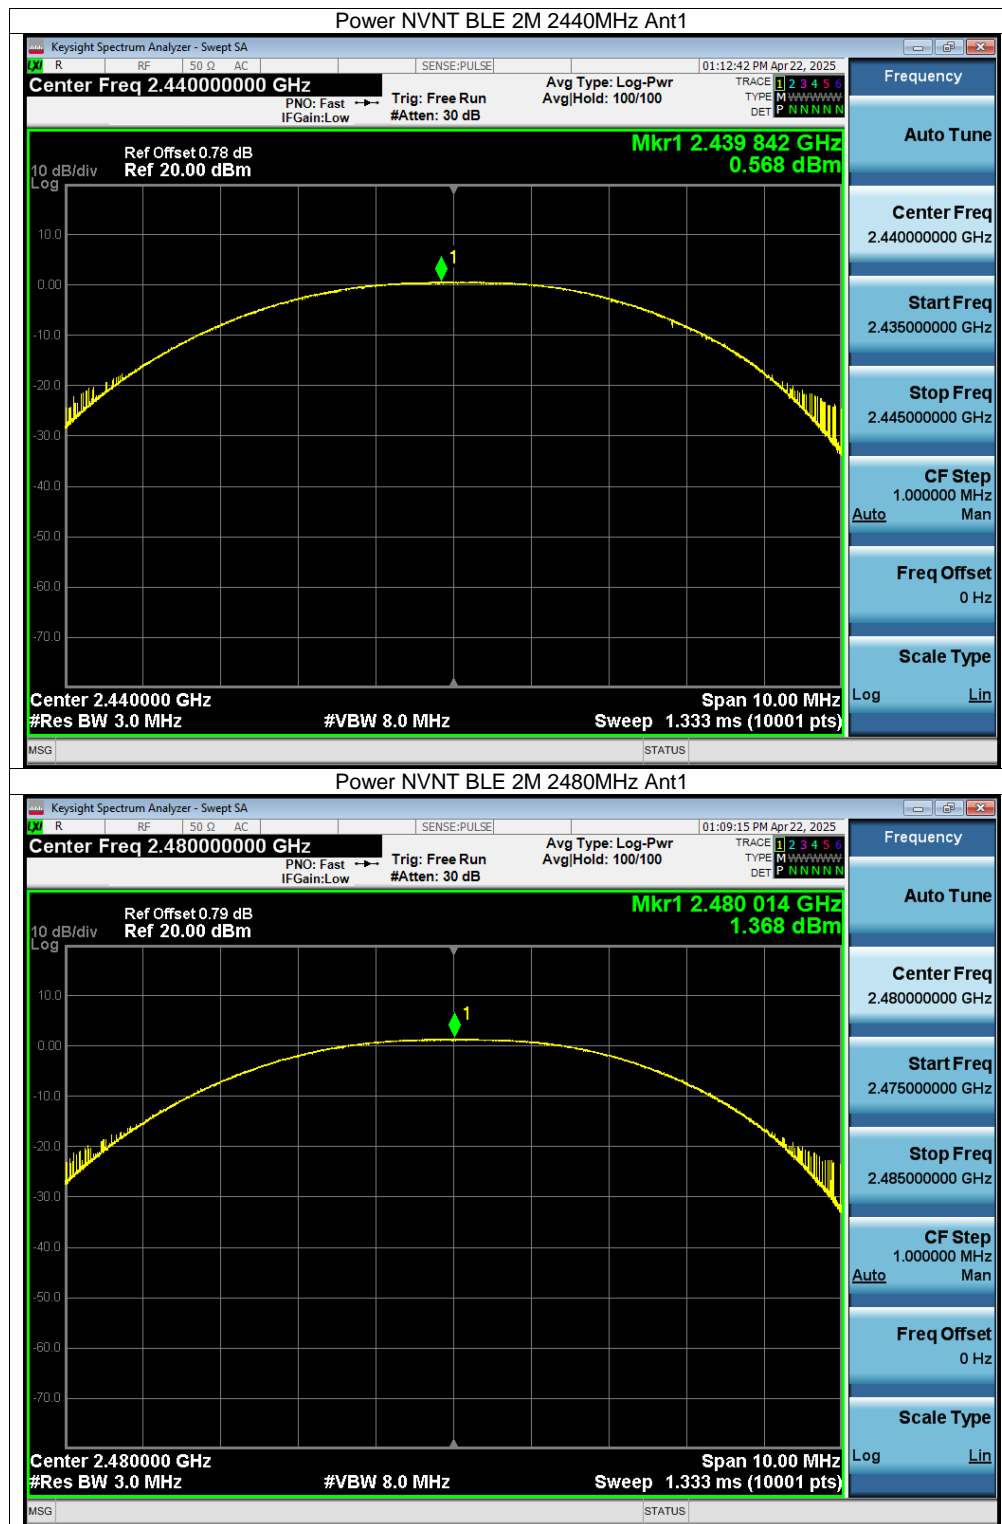 Power NVNT BLE 2M 2440MHz Ant1
Keysight Spectrum Analyzer - Swept SA
LXI R RF 50 Ω AC SENSE:PULSE 01:12:42 PM Apr 22, 2025
Center Freq 2.440000000 GHz
PNO: Fast
IFGain:Low
Trig: Free Run
#Atten: 30 dB
Avg Type: Log-Pwr
Avg|Hold: 100/100
TRACE 1 2 3 4 5 6
TYPE M WWWWW
DET P N N N N N
Ref Offset 0.78 dB
Ref 20.00 dBm
Mkr1 2.439 842 GHz
0.568 dBm
10 dB/div
Log
10.0
0.00
-10.0
-20.0
-30.0
-40.0
-50.0
-60.0
-70.0
1
Center 2.440000 GHz
Span 10.00 MHz
#Res BW 3.0 MHz
#VBW 8.0 MHz
Sweep 1.333 ms (10001 pts)
MSG
STATUS
Frequency
Auto Tune
Center Freq
2.440000000 GHz
Start Freq
2.435000000 GHz
Stop Freq
2.445000000 GHz
CF Step
1.000000 MHz
Auto Man
Freq Offset
0 Hz
Scale Type
Log Lin
Power NVNT BLE 2M 2480MHz Ant1
Keysight Spectrum Analyzer - Swept SA
LXI R RF 50 Ω AC SENSE:PULSE 01:09:15 PM Apr 22, 2025
Center Freq 2.480000000 GHz
PNO: Fast
IFGain:Low
Trig: Free Run
#Atten: 30 dB
Avg Type: Log-Pwr
Avg|Hold: 100/100
TRACE 1 2 3 4 5 6
TYPE M WWWWW
DET P N N N N N
Ref Offset 0.79 dB
Ref 20.00 dBm
Mkr1 2.480 014 GHz
1.368 dBm
10 dB/div
Log
10.0
0.00
-10.0
-20.0
-30.0
-40.0
-50.0
-60.0
-70.0
1
Center 2.480000 GHz
Span 10.00 MHz
#Res BW 3.0 MHz
#VBW 8.0 MHz
Sweep 1.333 ms (10001 pts)
MSG
STATUS
Frequency
Auto Tune
Center Freq
2.480000000 GHz
Start Freq
2.475000000 GHz
Stop Freq
2.485000000 GHz
CF Step
1.000000 MHz
Auto Man
Freq Offset
0 Hz
Scale Type
Log Lin